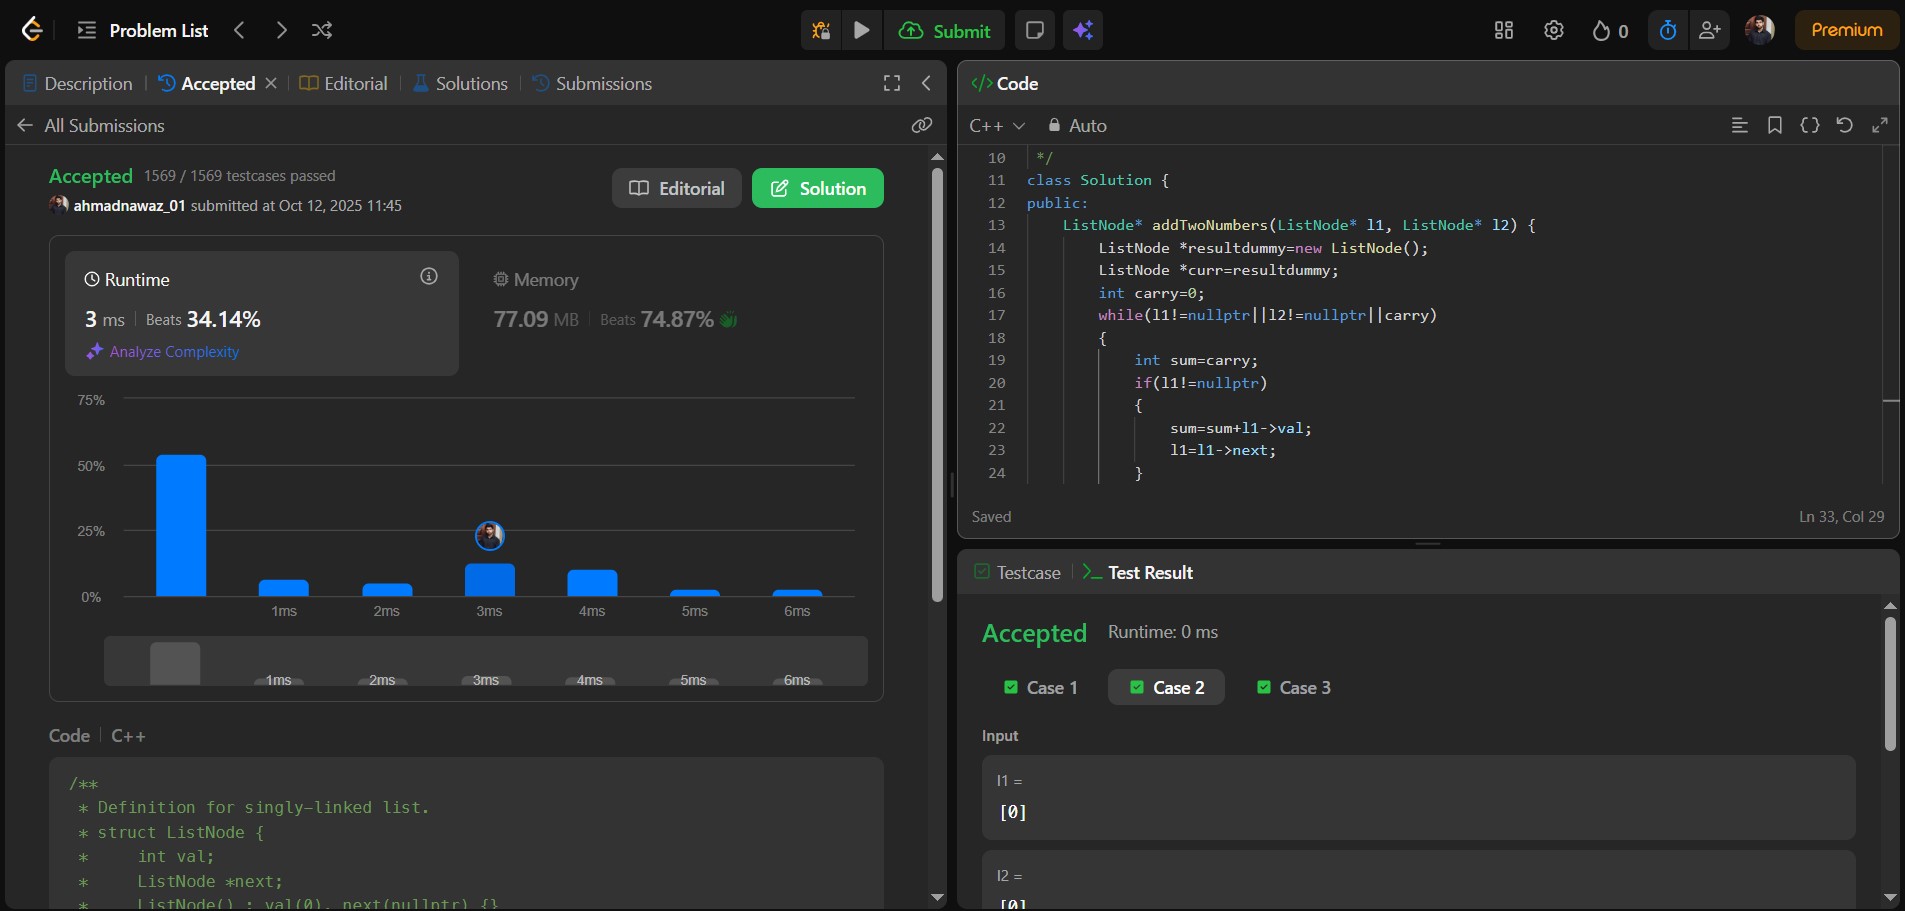 Problem List
Submit
0
Premium
Description
Accepted
Editorial
Solutions
Submissions
All Submissions
Accepted 1569 / 1569 testcases passed
ahmadnawaz_01 submitted at Oct 12, 2025 11:45
Editorial
Solution
Runtime
3 ms Beats 34.14%
Analyze Complexity
Memory
77.09 MB Beats 74.87%
75%
50%
25%
0%
1ms 2ms 3ms 4ms 5ms 6ms
1ms 2ms 3ms 4ms 5ms 6ms
Code C++
/**
* Definition for singly-linked list.
* struct ListNode {
*     int val;
*     ListNode *next;
*     ListNode() : val(0), next(nullptr) {}
</> Code
C++ Auto
10 */
11 class Solution {
12 public:
13     ListNode* addTwoNumbers(ListNode* l1, ListNode* l2) {
14         ListNode *resultdummy=new ListNode();
15         ListNode *curr=resultdummy;
16         int carry=0;
17         while(l1!=nullptr||l2!=nullptr||carry)
18         {
19             int sum=carry;
20             if(l1!=nullptr)
21             {
22                 sum=sum+l1->val;
23                 l1=l1->next;
24             }
Saved
Ln 33, Col 29
Testcase
Test Result
Accepted Runtime: 0 ms
Case 1 Case 2 Case 3
Input
l1 =
[0]
l2 =
[0]